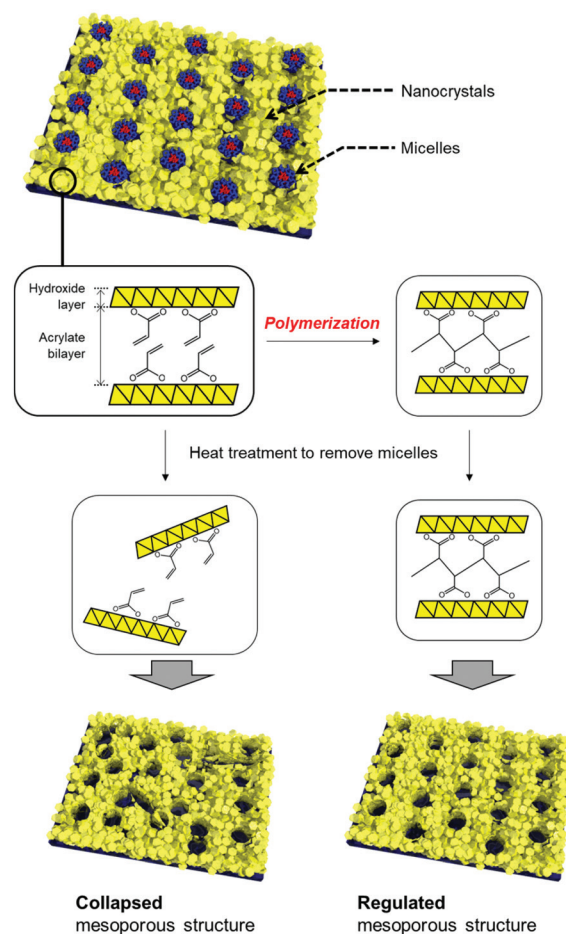 Nanocrystals
Micelles
Hydroxide
layer
Acrylate
bilayer
O O O O
O O O O
Polymerization
O O O O
O O O O
Heat treatment to remove micelles
O O O O
O O O O
O O O O
O O O O
Collapsed
mesoporous structure
Regulated
mesoporous structure